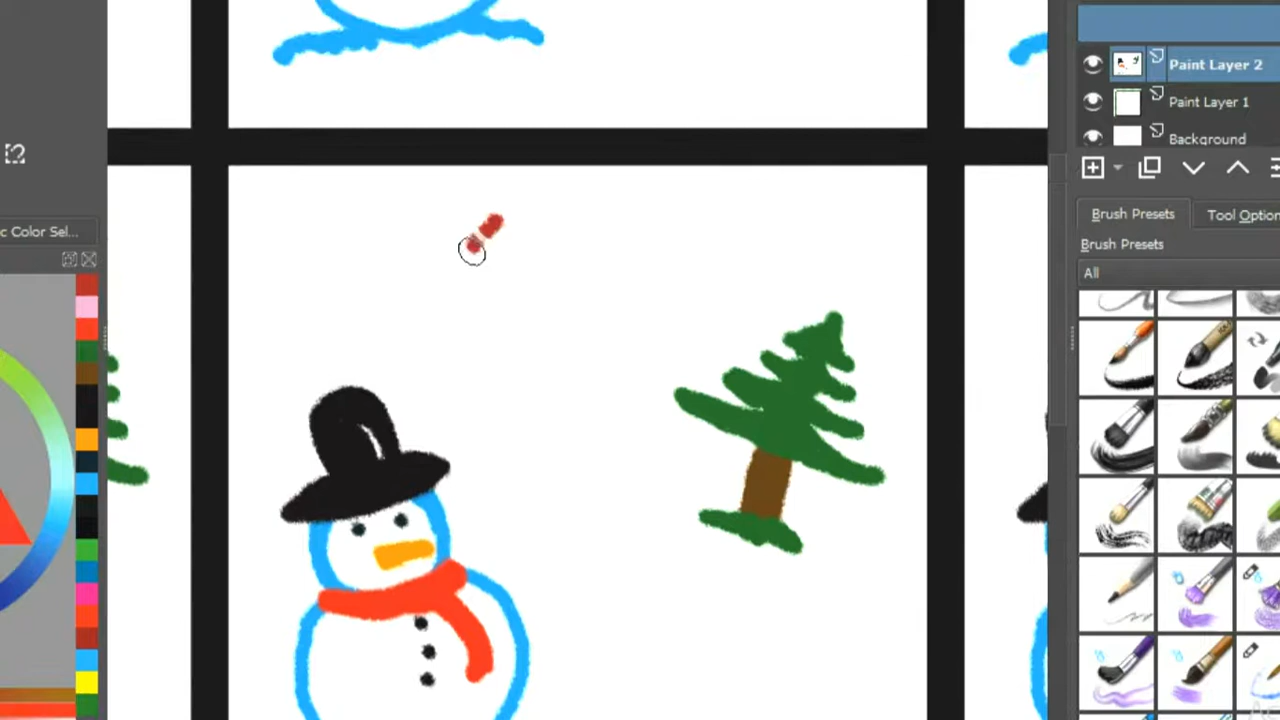 Paint Layer 2
Paint Layer 1
Background
Brush Presets
Tool Option
c Color Sel...
Brush Presets
All